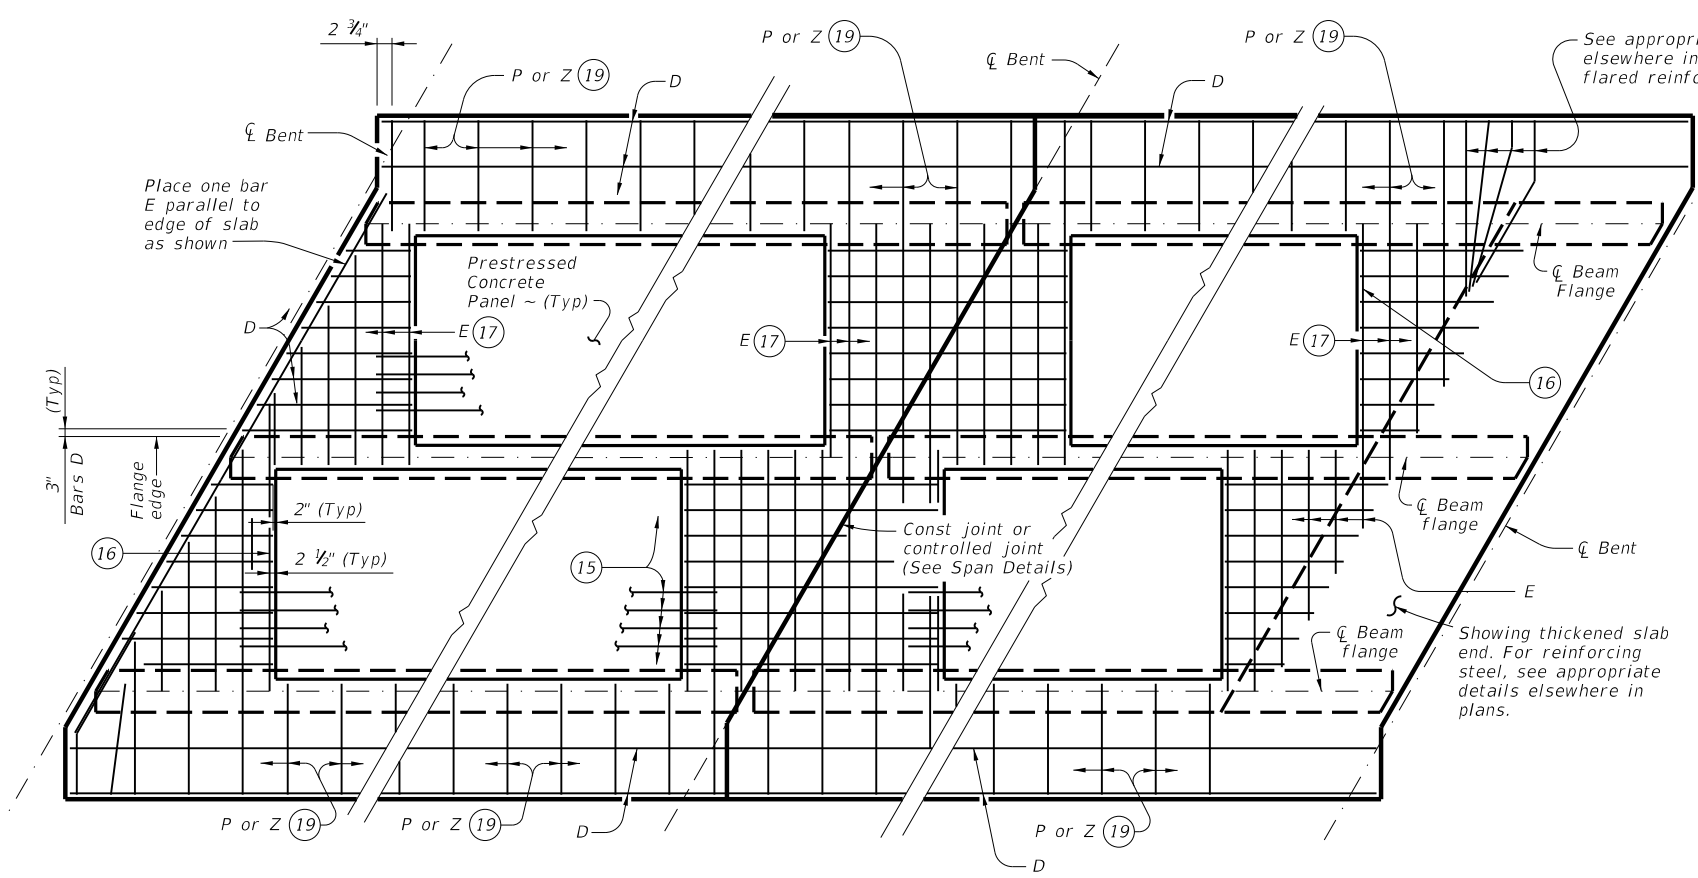 2 ¾"
P or Z 19
D
P or Z 19
℄ Bent
P or Z 19
D
See
elsewhere in
flared
℄ Bent
Place one bar
E parallel to
edge of slab
as shown
Prestressed
Concrete
Panel ~ (Typ)
℄ Beam
Flange
D
E 17
E 17
E 17
16
(Typ)
3"
Bars D
Flange
edge
2" (Typ)
16
2 ½" (Typ)
15
Const joint or
controlled joint
(See Span Details)
℄ Beam
flange
℄ Bent
E
℄ Beam
flange
Showing thickened slab
end. For reinforcing
steel, see appropriate
details elsewhere in
plans.
P or Z 19
P or Z 19
D
P or Z 19
D